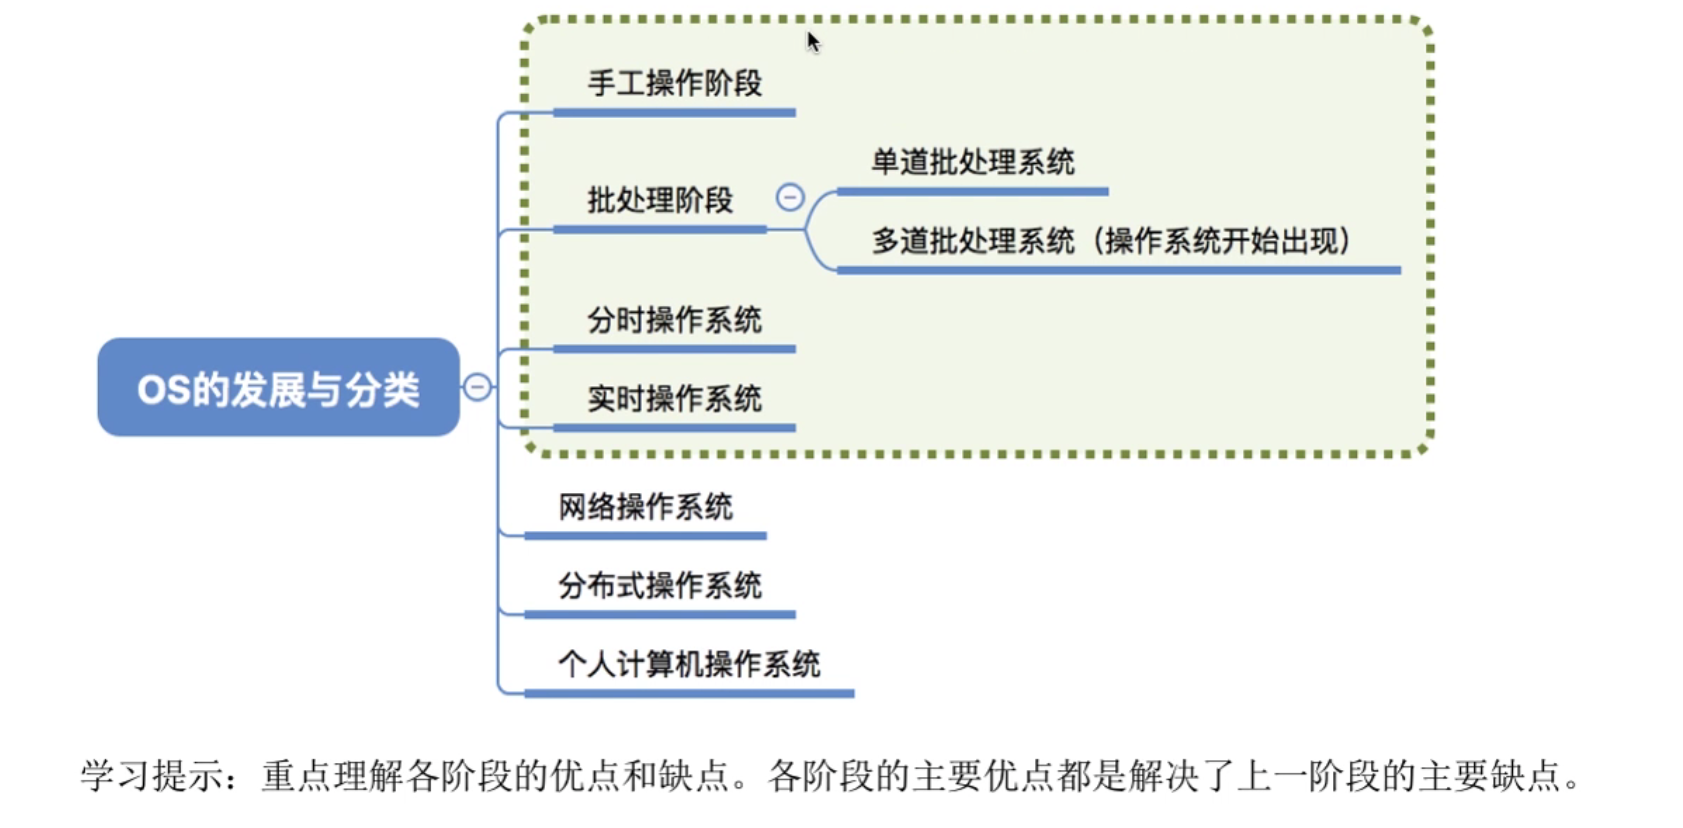 手工操作阶段
单道批处理系统
批处理阶段
多道批处理系统（操作系统开始出现）
分时操作系统
OS的发展与分类
实时操作系统
网络操作系统
分布式操作系统
个人计算机操作系统
学习提示：重点理解各阶段的优点和缺点。各阶段的主要优点都是解决了上一阶段的主要缺点。